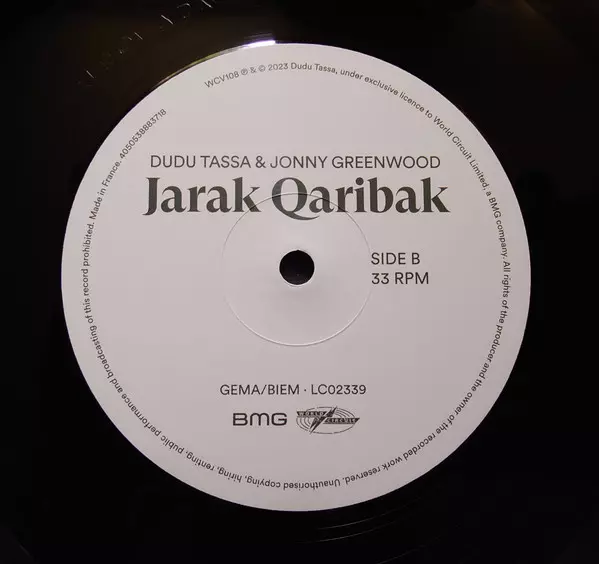 WCV108 ℗ & © 2023 Dudu Tassa, under exclusive licence to World Circuit Limited, a BMG company. All rights of the producer and the owner of the recorded work reserved. Unauthorised copying, hiring, renting, public performance and broadcasting of this record prohibited. Made in France. 4050538883718
DUDU TASSA & JONNY GREENWOOD
Jarak Qaribak
SIDE B
33 RPM
GEMA/BIEM · LC02339
BMG
WORLD CIRCUIT